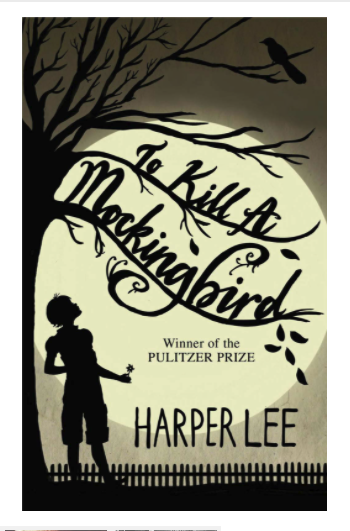 To Kill A
Mockingbird
Winner of the
PULITZER PRIZE
HARPER LEE